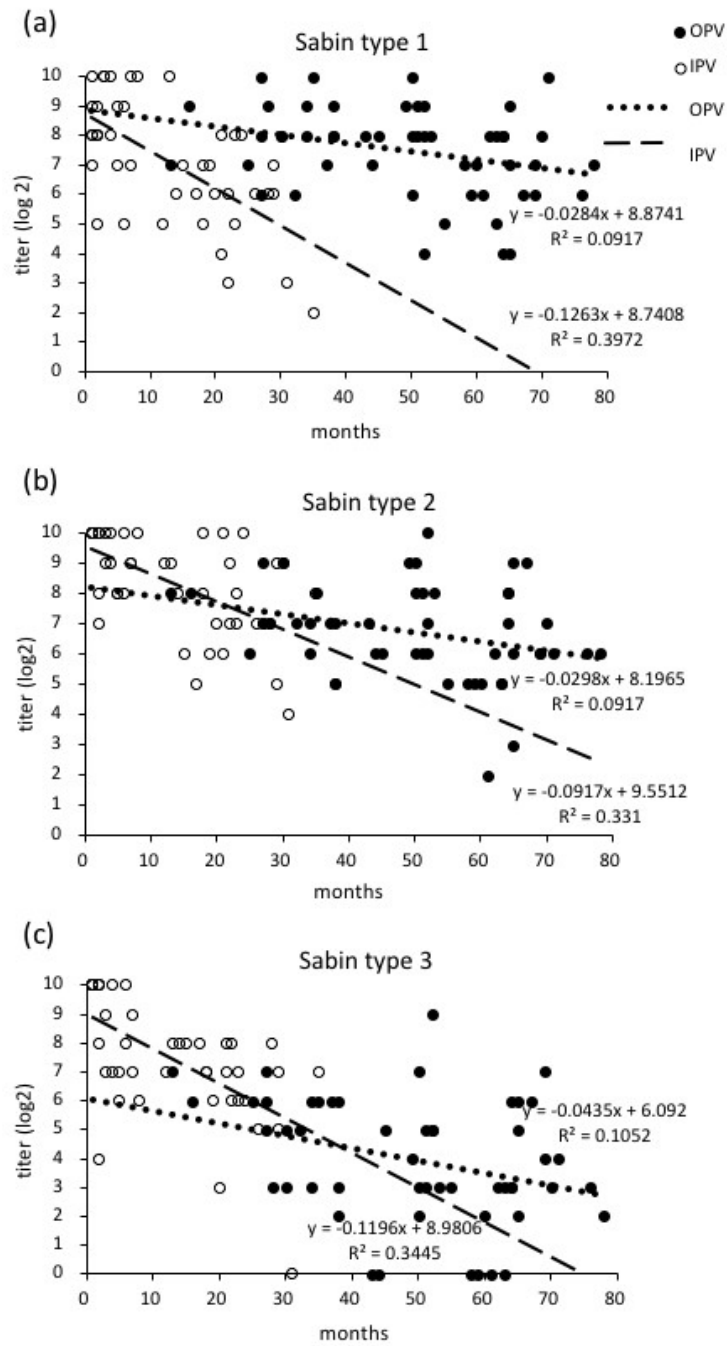 (a)
Sabin type 1
OPV
IPV
OPV
IPV
10
9
8
7
6
5
4
3
2
1
0
titer (log 2)
y = -0.0284x + 8.8741
R² = 0.0917
y = -0.1263x + 8.7408
R² = 0.3972
0 10 20 30 40 50 60 70 80
months
(b)
Sabin type 2
10
9
8
7
6
5
4
3
2
1
0
titer (log2)
y = -0.0298x + 8.1965
R² = 0.0917
y = -0.0917x + 9.5512
R² = 0.331
0 10 20 30 40 50 60 70 80
months
(c)
Sabin type 3
10
9
8
7
6
5
4
3
2
1
0
titer (log2)
y = -0.0435x + 6.092
R² = 0.1052
y = -0.1196x + 8.9806
R² = 0.3445
0 10 20 30 40 50 60 70 80
months